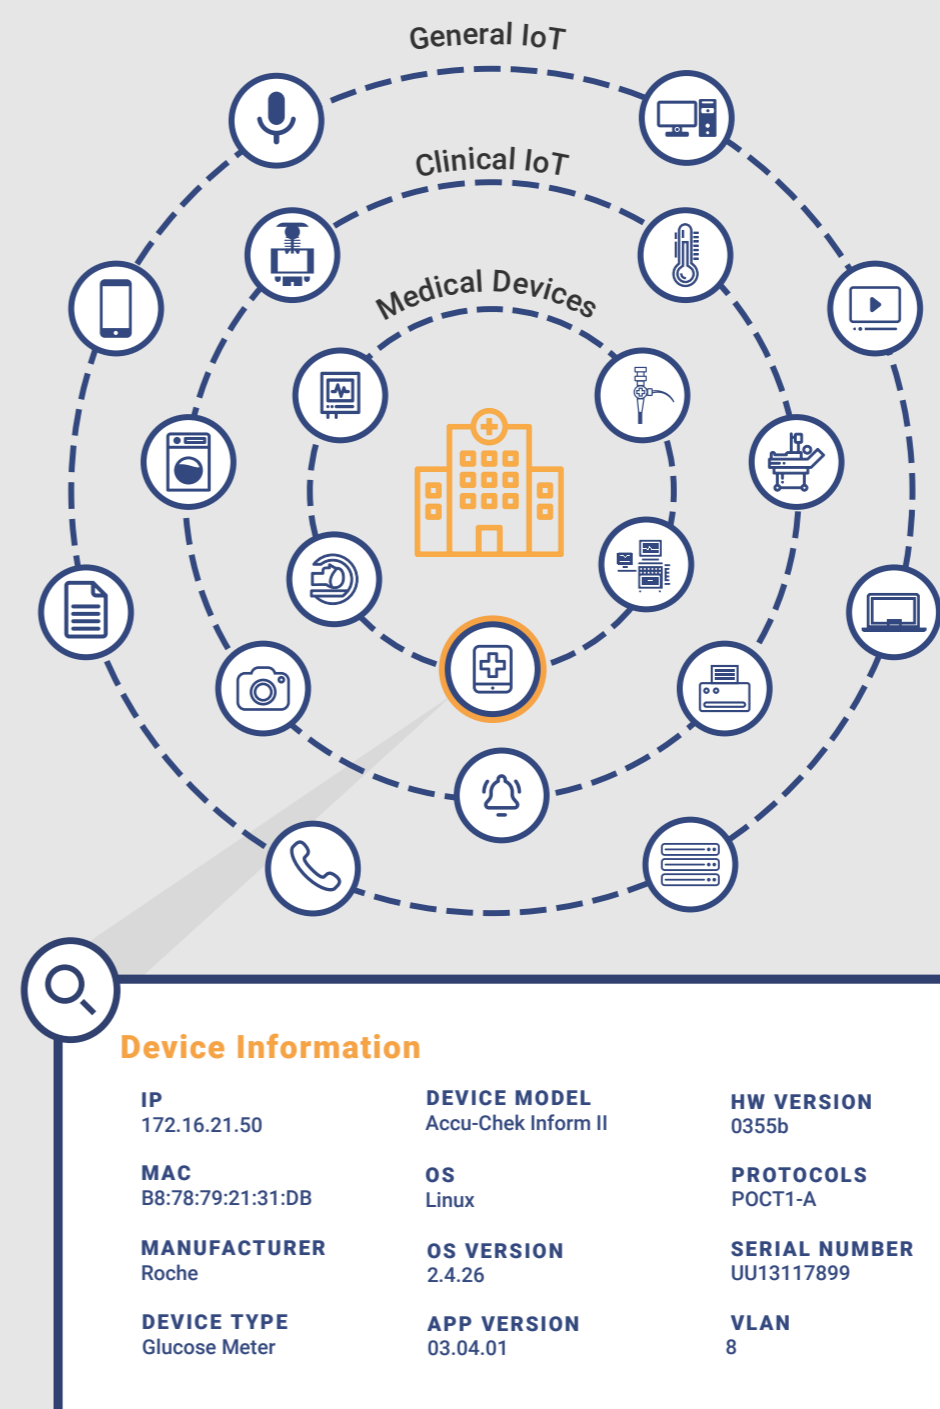 General IoT
Clinical IoT
Medical Devices
Device Information
IP
172.16.21.50
MAC
B8:78:79:21:31:DB
MANUFACTURER
Roche
DEVICE TYPE
Glucose Meter
DEVICE MODEL
Accu-Chek Inform II
OS
Linux
OS VERSION
2.4.26
APP VERSION
03.04.01
HW VERSION
0355b
PROTOCOLS
POCT1-A
SERIAL NUMBER
UU13117899
VLAN
8